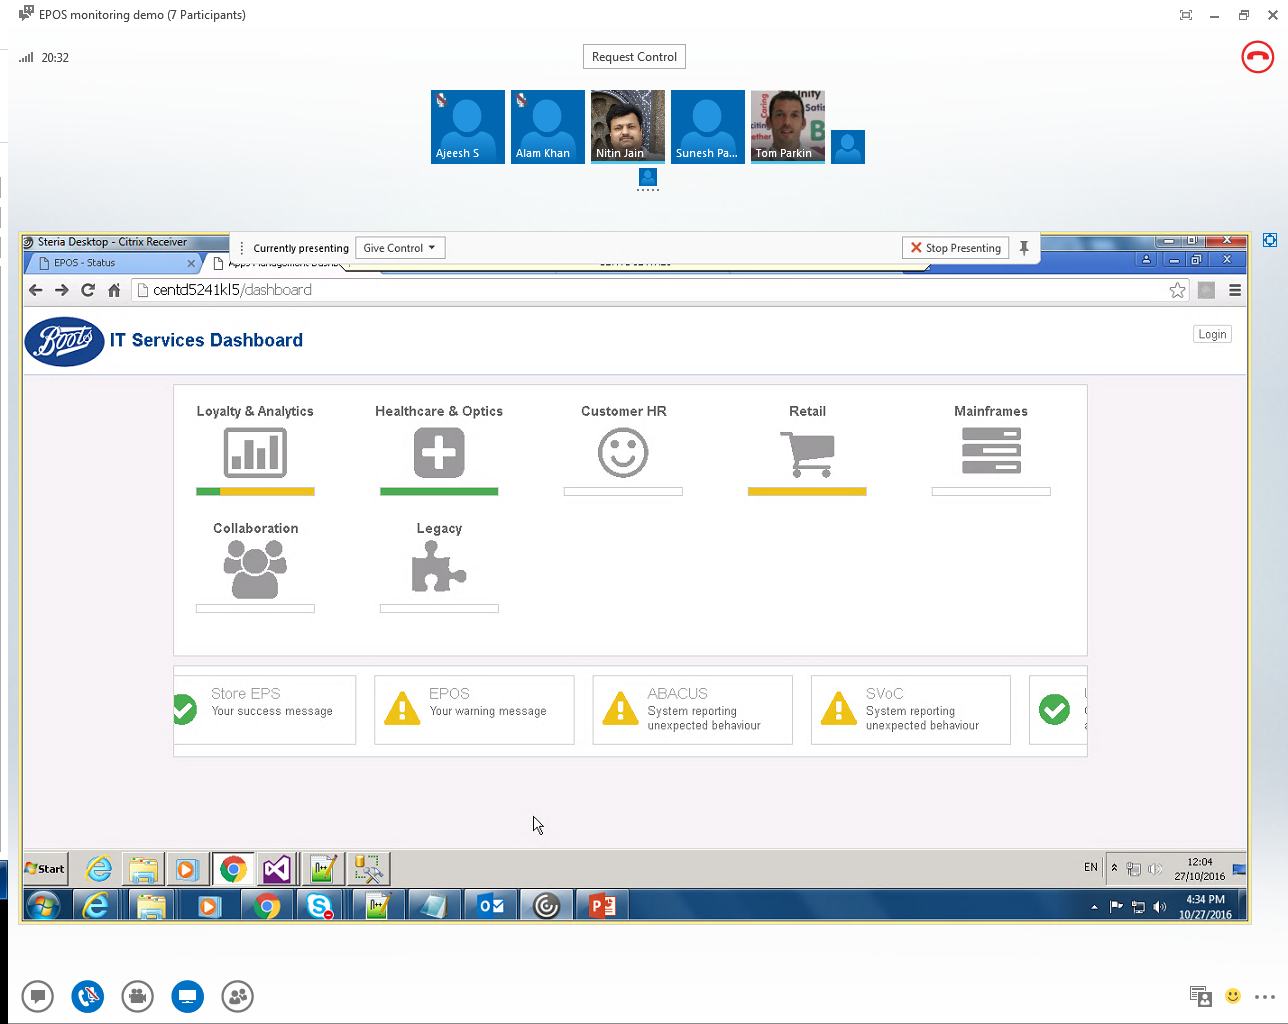 EPOS monitoring demo (7 Participants)
20:32
Request Control
Ajeesh S
Alam Khan
Nitin Jain
Sunesh Pa...
Tom Parkin
Caring
Unity
Satis
B
Steria Desktop - Citrix Receiver
Currently presenting
Give Control
Stop Presenting
EPOS - Status
centd5241kl5/dashboard
Boots
IT Services Dashboard
Login
Loyalty & Analytics
Healthcare & Optics
Customer HR
Retail
Mainframes
Collaboration
Legacy
Store EPS
Your success message
EPOS
Your warning message
ABACUS
System reporting
unexpected behaviour
SVoC
System reporting
unexpected behaviour
Start
EN
12:04
27/10/2016
4:34 PM
10/27/2016